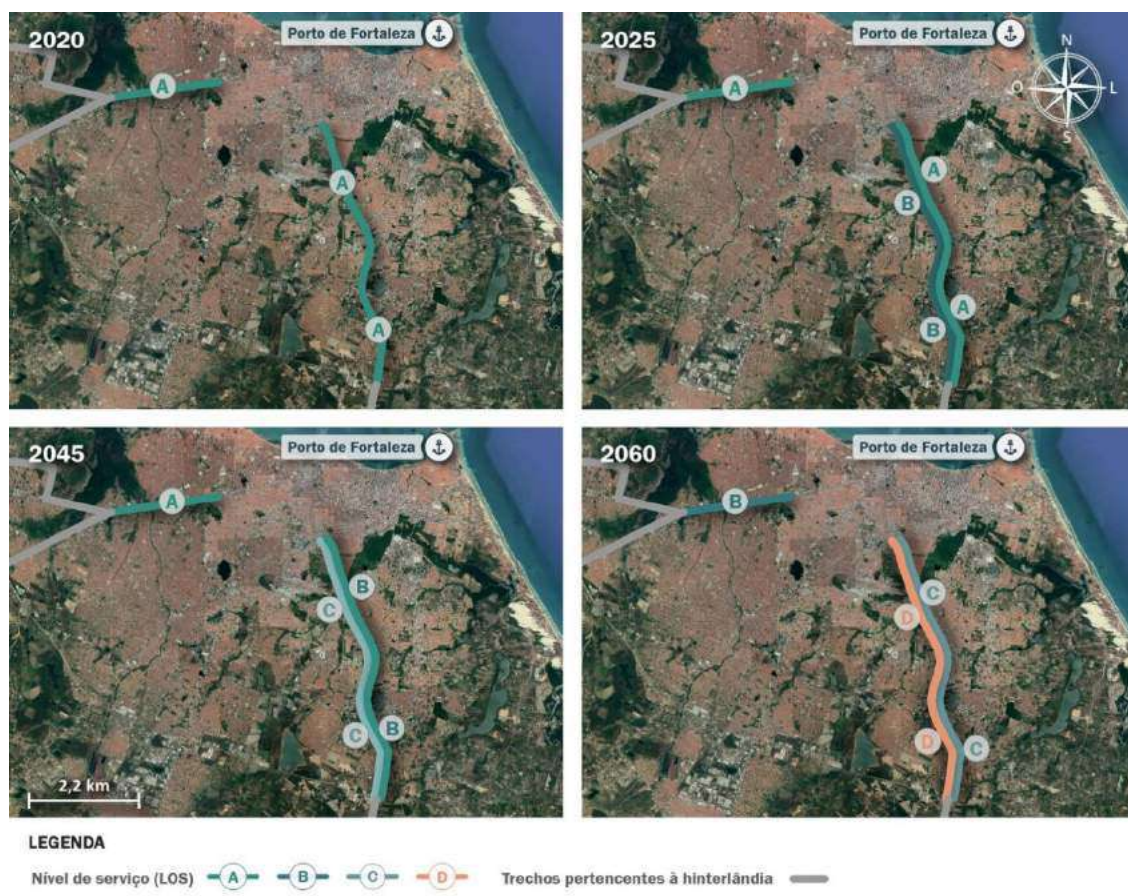 2020
Porto de Fortaleza
A
A
A
2025
Porto de Fortaleza
N
O
L
S
A
A
B
A
B
2045
Porto de Fortaleza
A
B
C
C
B
2,2 km
2060
Porto de Fortaleza
B
C
D
D
C
LEGENDA
Nível de serviço (LOS) A B C D Trechos pertencentes à hinterlândia